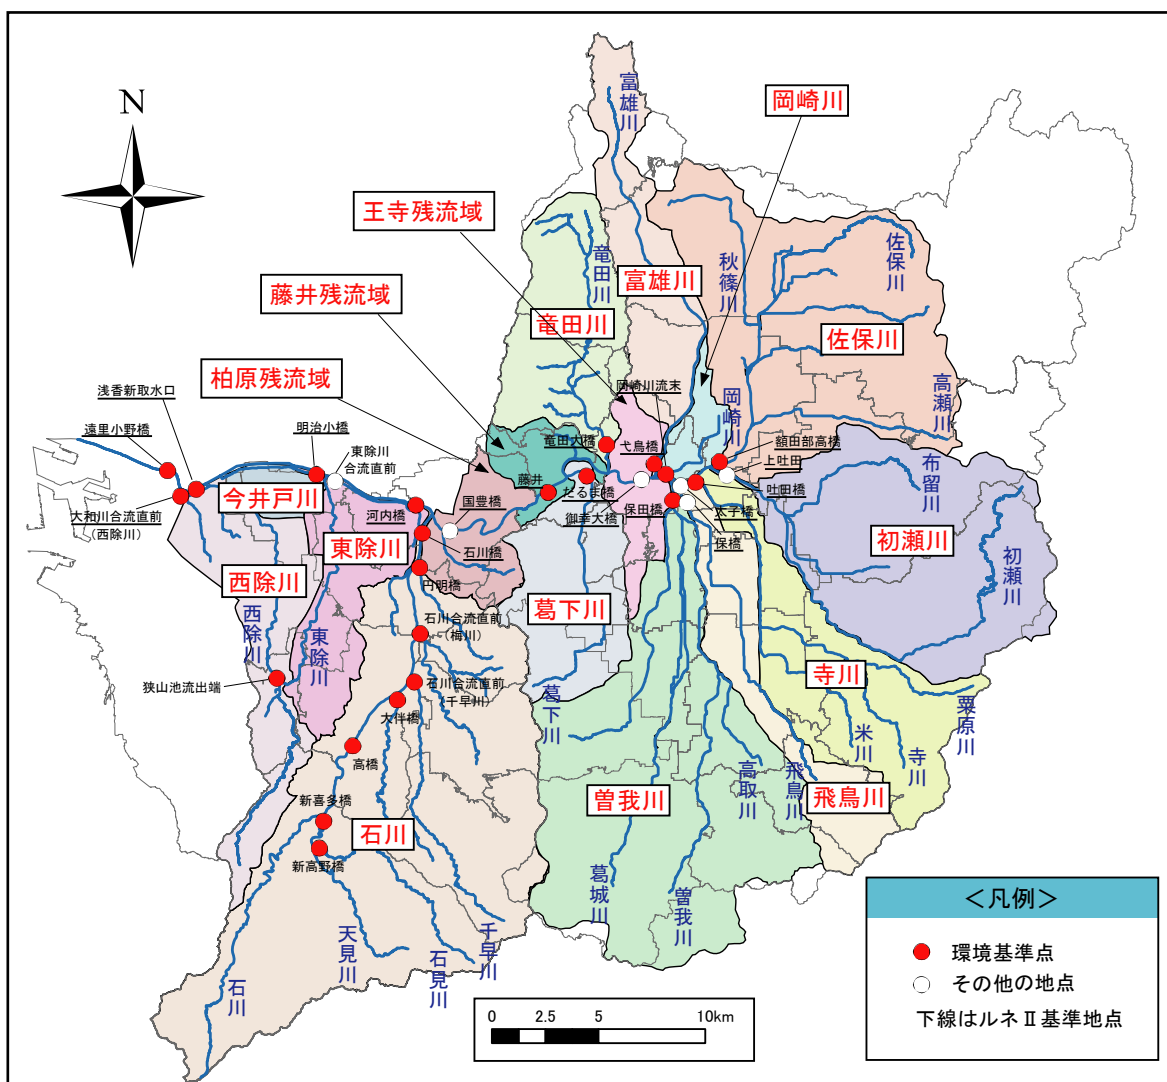 N
富雄川
岡崎川
王寺残流域
藤井残流域
柏原残流域
竜田川
富雄川
竜田川
秋篠川
佐保川
佐保川
高瀬川
岡崎川流末
岡崎川
浅香新取水口
遠里小野橋
明治小橋
東除川
合流直前
竜田大橋
弋鳥橋
額田部高橋
上吐田
布留川
今井戸川
大和川合流直前
(西除川)
国豊橋
藤井
だるま橋
吐田橋
河内橋
御幸大橋
保田橋
太子橋
保橋
東除川
石川橋
初瀬川
初瀬川
西除川
円明橋
葛下川
西除川
東除川
石川合流直前
(梅川)
狭山池流出端
石川合流直前
(千早川)
大伴橋
寺川
葛下川
粟原川
米川
寺川
高橋
高取川
飛鳥川
曽我川
飛鳥川
新喜多橋
石川
新高野橋
葛城川
曽我川
天見川
石見川
千早川
石川
<凡例>
環境基準点
その他の地点
下線はルネⅡ基準地点
0 2.5 5 10km